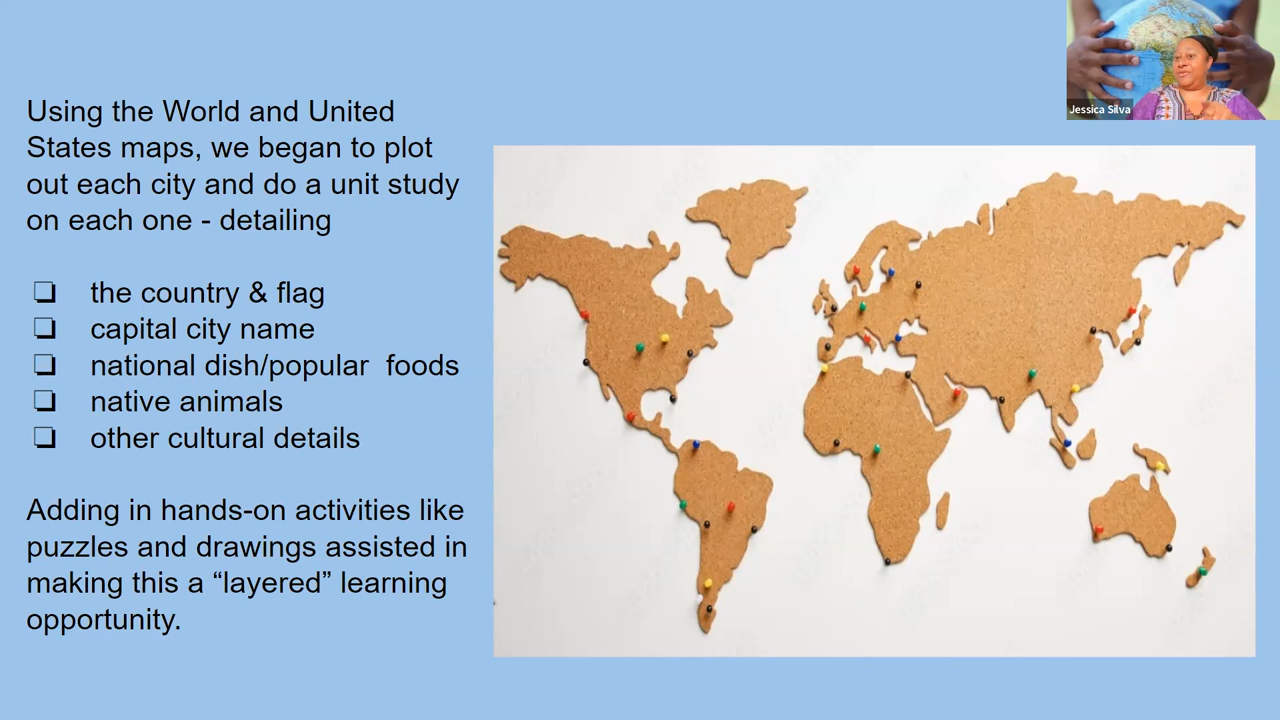 Using the World and United
States maps, we began to plot
out each city and do a unit study
on each one - detailing
❏ the country & flag
❏ capital city name
❏ national dish/popular  foods
❏ native animals
❏ other cultural details
Adding in hands-on activities like
puzzles and drawings assisted in
making this a “layered” learning
opportunity.
Jessica Silva